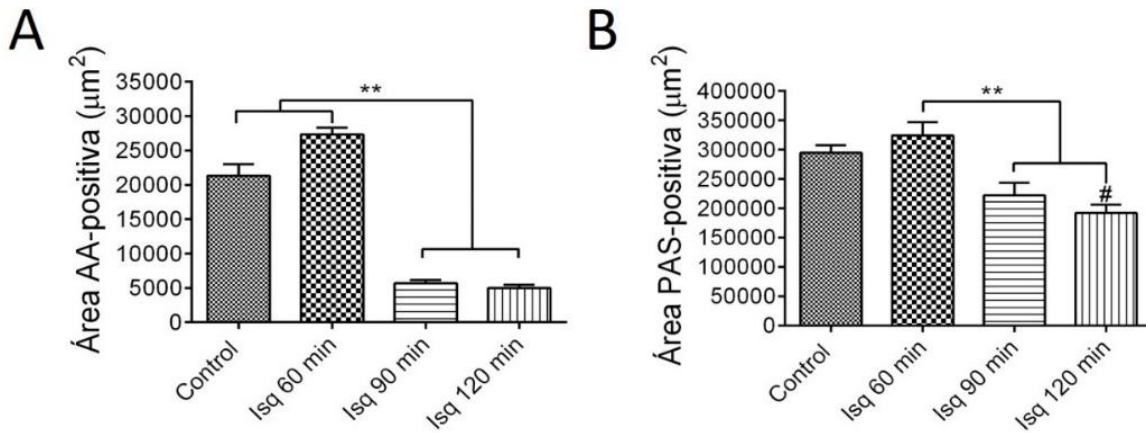 A
Área AA-positiva (μm²)
35000
30000
25000
20000
15000
10000
5000
0
**
Control
Isq 60 min
Isq 90 min
Isq 120 min
B
Área PAS-positiva (μm²)
400000
350000
300000
250000
200000
150000
100000
50000
0
**
#
Control
Isq 60 min
Isq 90 min
Isq 120 min